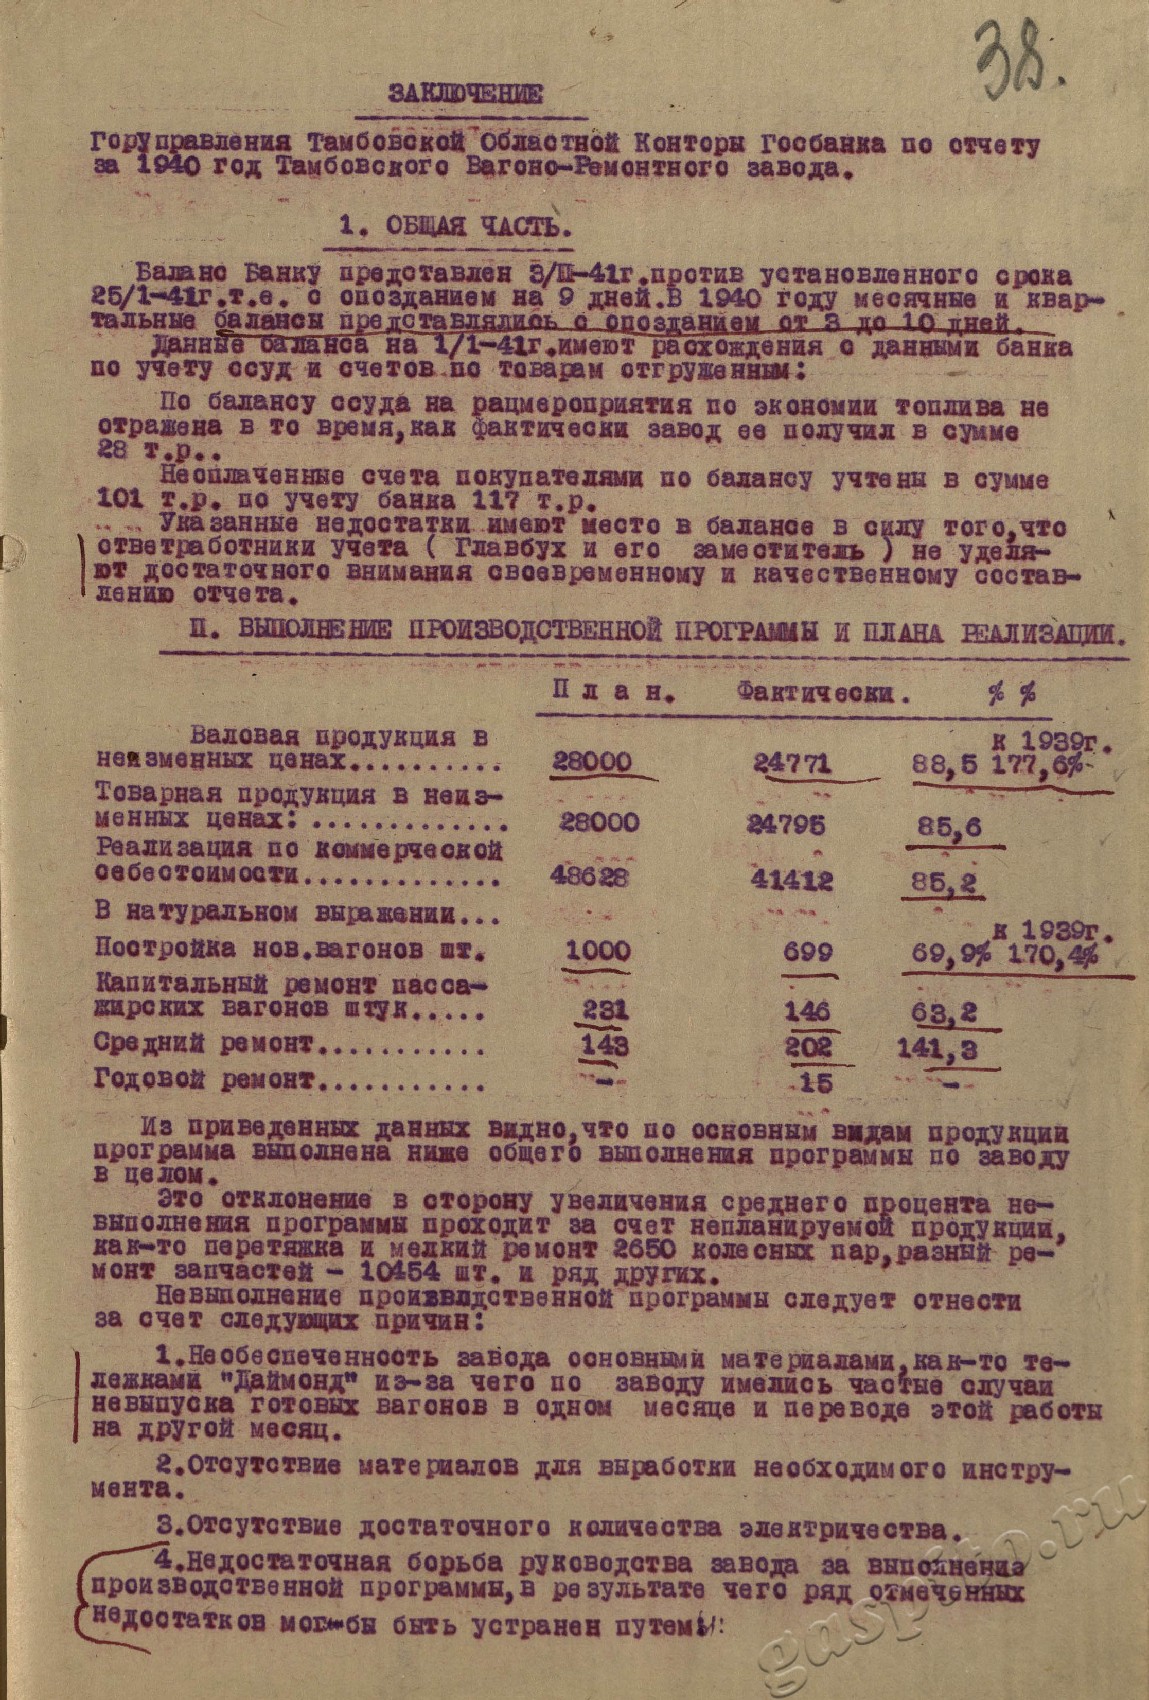 38.
ЗАКЛЮЧЕНИЕ
Горуправления Тамбовской Областной Конторы Госбанка по отчету
за 1940 год Тамбовского Вагоно-Ремонтного завода.
1. ОБЩАЯ ЧАСТЬ.
Баланс Банку представлен 3/П-41г.против установленного срока
25/1-41г.т.е. с опозданием на 9 дней.В 1940 году месячные и квар-
тальные балансы представлялись с опозданием от 3 до 10 дней.
Данные баланса на 1/1-41г.имеют расхождения с данными банка
по учету ссуд и счетов по товарам отгруженным:
По балансу ссуда на рацмероприятия по экономии топлива не
отражена в то время,как фактически завод ее получил в сумме
28 т.р..
Неоплаченные счета покупателями по балансу учтены в сумме
101 т.р. по учету банка 117 т.р.
Указанные недостатки имеют место в балансе в силу того,что
ответработники учета ( Главбух и его заместитель ) не уделя-
ют достаточного внимания своевременному и качественному состав-
лению отчета.
П. ВЫПОЛНЕНИЕ ПРОИЗВОДСТВЕННОЙ ПРОГРАММЫ И ПЛАНА РЕАЛИЗАЦИИ.
П л а н. Фактически. % %
Валовая продукция в к 1939г.
неизменных ценах.......... 28000 24771 88,5 177,6%
Товарная продукция в неиз-
менных ценах: ............. 28000 24795 85,6
Реализация по коммерческой
себестоимости............. 48628 41412 85,2
В натуральном выражении...
к 1939г.
Постройка нов.вагонов шт. 1000 699 69,9% 170,4%
Капитальный ремонт пасса-
жирских вагонов штук..... 231 146 63,2
Средний ремонт........... 143 202 141,3
Годовой ремонт........... - 15 -
Из приведенных данных видно,что по основным видам продукции
программа выполнена ниже общего выполнения программы по заводу
в целом.
Это отклонение в сторону увеличения среднего процента не-
выполнения программы проходит за счет непланируемой продукции,
как-то перетяжка и мелкий ремонт 2650 колесных пар,разный ре-
монт запчастей - 10454 шт. и ряд других.
Невыполнение производственной программы следует отнести
за счет следующих причин:
1.Необеспеченность завода основными материалами,как-то те-
лежками "Даймонд" из-за чего по заводу имелись частые случаи
невыпуска готовых вагонов в одном месяце и переводе этой работы
на другой месяц.
2.Отсутствие материалов для выработки необходимого инстру-
мента.
3.Отсутствие достаточного количества электричества.
4.Недостаточная борьба руководства завода за выполнение
производственной программы,в результате чего ряд отмеченных
недостатков мог-бы быть устранен путем:
gaspito.ru